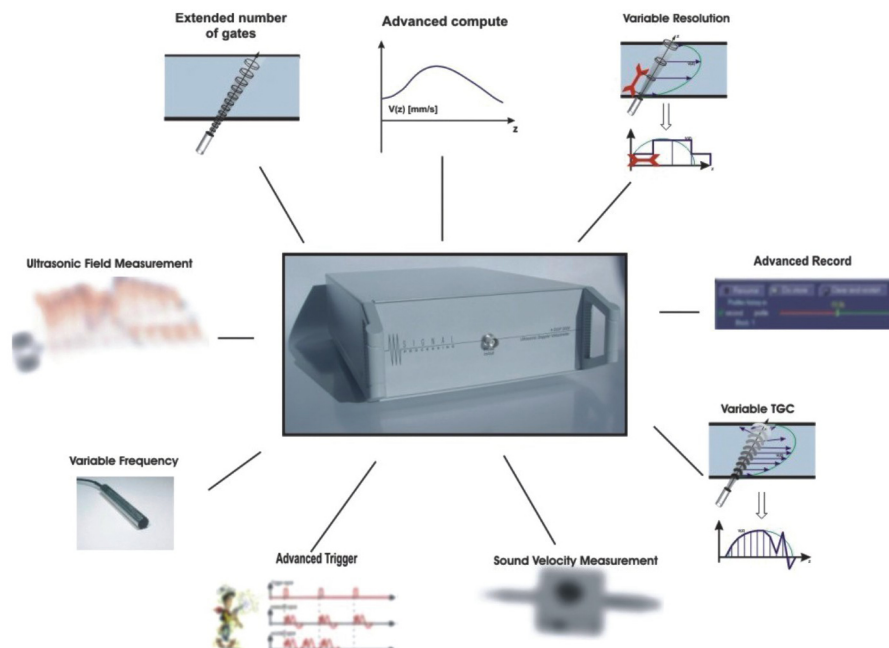 Extended number
of gates
Advanced compute
V(z) [mm/s]
z
Variable Resolution
z
Ultrasonic Field Measurement
SIGNAL
Advanced Record
Variable TGC
Variable Frequency
Advanced Trigger
Sound Velocity Measurement